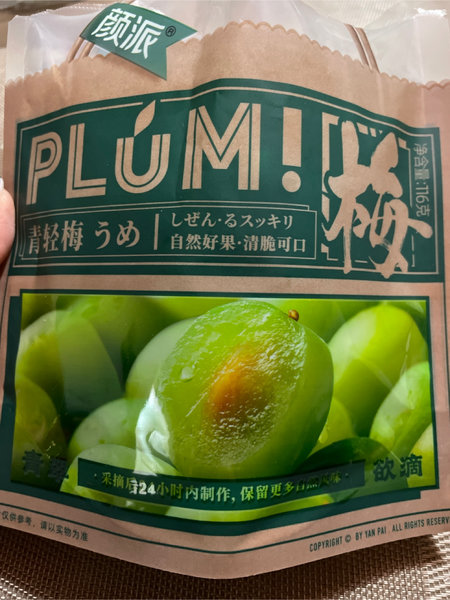 颜派®
PLUM!
梅
净含量:116克
青轻梅 うめ
しぜん·るスッキリ
自然好果·清脆可口
欲滴
·采摘后24小时内制作,保留更多自然风味·
仅供参考，请以实物为准
COPYRIGHT © BY YAN PAI ALL RIGHTS RESERV